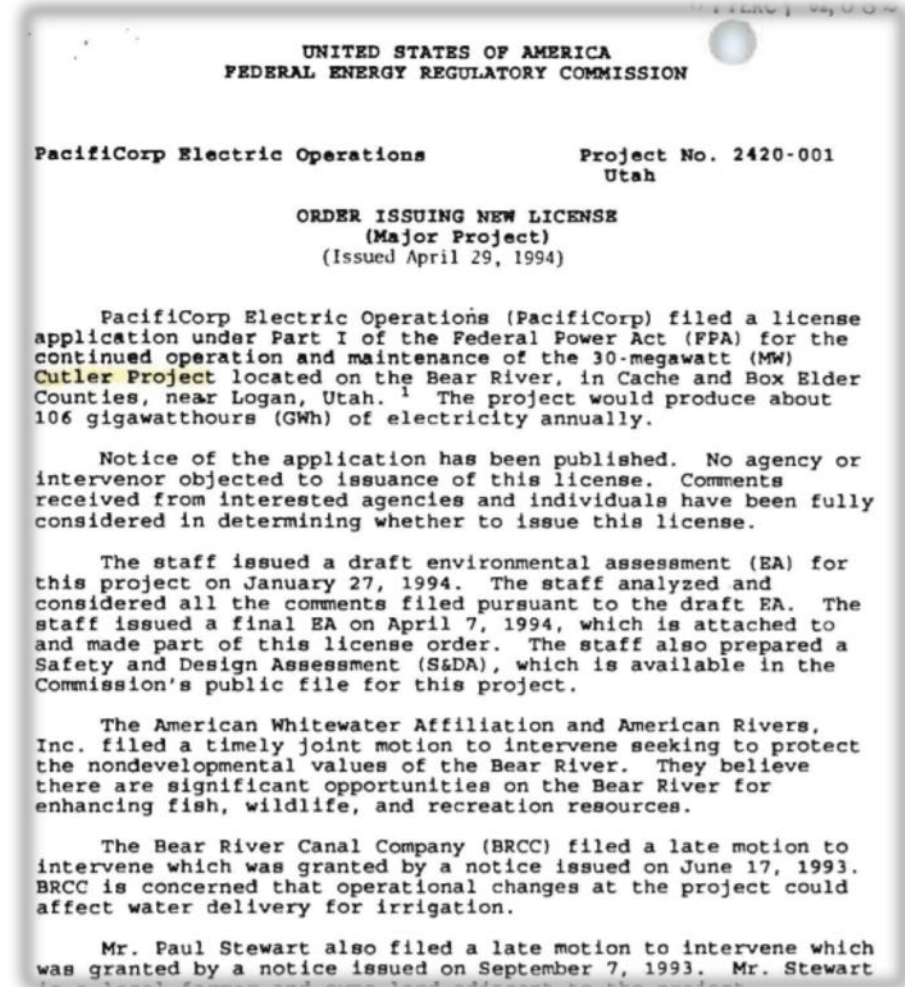 UNITED STATES OF AMERICA
FEDERAL ENERGY REGULATORY COMMISSION
PacifiCorp Electric Operations Project No. 2420-001
Utah
ORDER ISSUING NEW LICENSE
(Major Project)
(Issued April 29, 1994)
PacifiCorp Electric Operations (PacifiCorp) filed a license
application under Part I of the Federal Power Act (FPA) for the
continued operation and maintenance of the 30-megawatt (MW)
Cutler Project located on the Bear River, in Cache and Box Elder
Counties, near Logan, Utah. 1 The project would produce about
106 gigawatthours (GWh) of electricity annually.
Notice of the application has been published. No agency or
intervenor objected to issuance of this license. Comments
received from interested agencies and individuals have been fully
considered in determining whether to issue this license.
The staff issued a draft environmental assessment (EA) for
this project on January 27, 1994. The staff analyzed and
considered all the comments filed pursuant to the draft EA. The
staff issued a final EA on April 7, 1994, which is attached to
and made part of this license order. The staff also prepared a
Safety and Design Assessment (S&DA), which is available in the
Commission's public file for this project.
The American Whitewater Affiliation and American Rivers,
Inc. filed a timely joint motion to intervene seeking to protect
the nondevelopmental values of the Bear River. They believe
there are significant opportunities on the Bear River for
enhancing fish, wildlife, and recreation resources.
The Bear River Canal Company (BRCC) filed a late motion to
intervene which was granted by a notice issued on June 17, 1993.
BRCC is concerned that operational changes at the project could
affect water delivery for irrigation.
Mr. Paul Stewart also filed a late motion to intervene which
was granted by a notice issued on September 7, 1993. Mr. Stewart